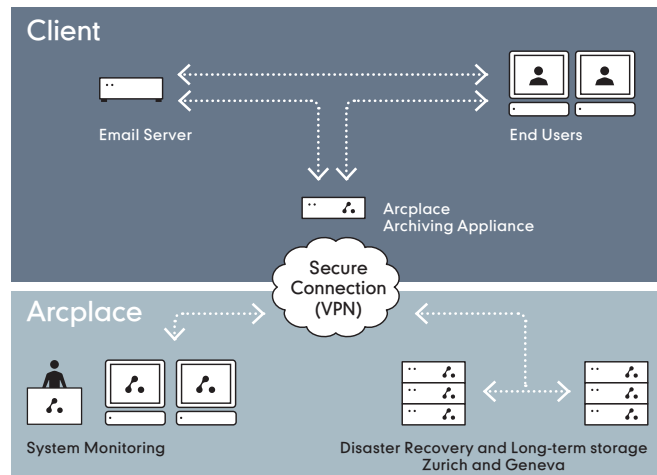 Client
Email Server
End Users
Arcplace
Archiving Appliance
Secure
Connection
(VPN)
Arcplace
System Monitoring
Disaster Recovery and Long-term storage
Zurich and Geneva